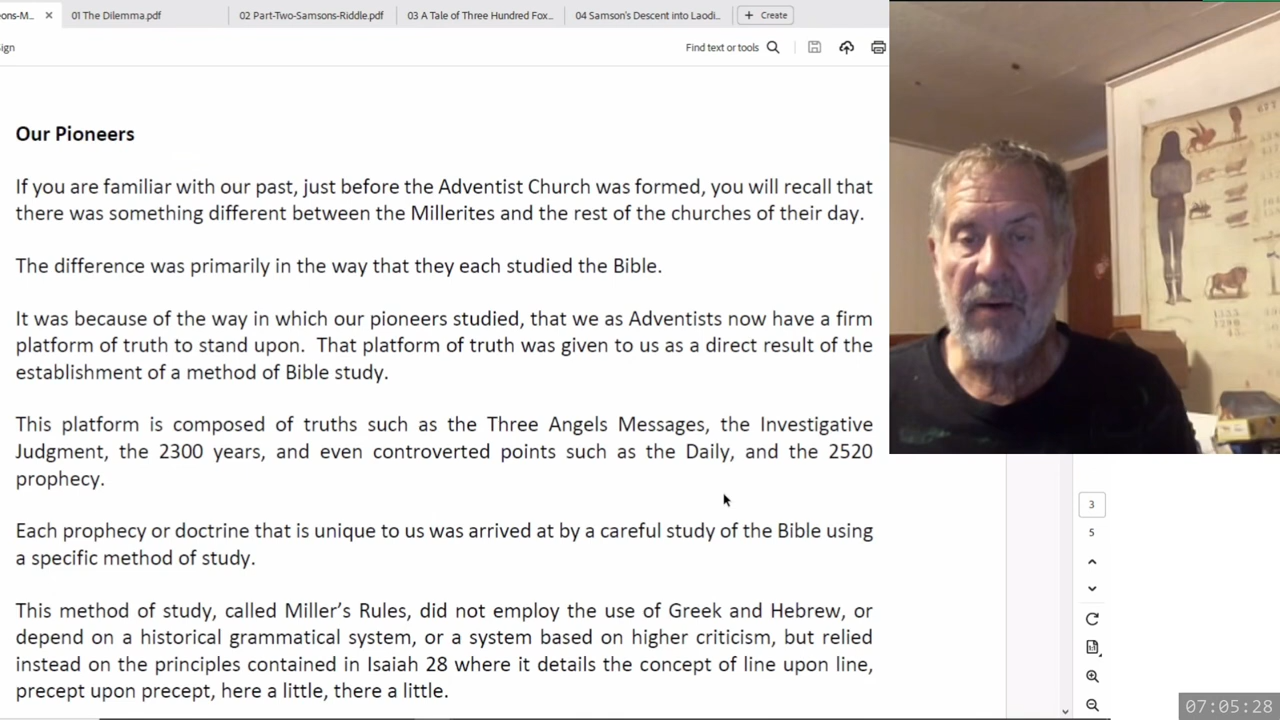 eons-M...
01 The Dilemma.pdf
02 Part-Two-Samsons-Riddle.pdf
03 A Tale of Three Hundred Fox...
04 Samson's Descent into Laodi...
+ Create
ign
Find text or tools
Our Pioneers
If you are familiar with our past, just before the Adventist Church was formed, you will recall that
there was something different between the Millerites and the rest of the churches of their day.
The difference was primarily in the way that they each studied the Bible.
It was because of the way in which our pioneers studied, that we as Adventists now have a firm
platform of truth to stand upon. That platform of truth was given to us as a direct result of the
establishment of a method of Bible study.
This platform is composed of truths such as the Three Angels Messages, the Investigative
Judgment, the 2300 years, and even controverted points such as the Daily, and the 2520
prophecy.
Each prophecy or doctrine that is unique to us was arrived at by a careful study of the Bible using
a specific method of study.
This method of study, called Miller's Rules, did not employ the use of Greek and Hebrew, or
depend on a historical grammatical system, or a system based on higher criticism, but relied
instead on the principles contained in Isaiah 28 where it details the concept of line upon line,
precept upon precept, here a little, there a little.
3
5
07:05:28